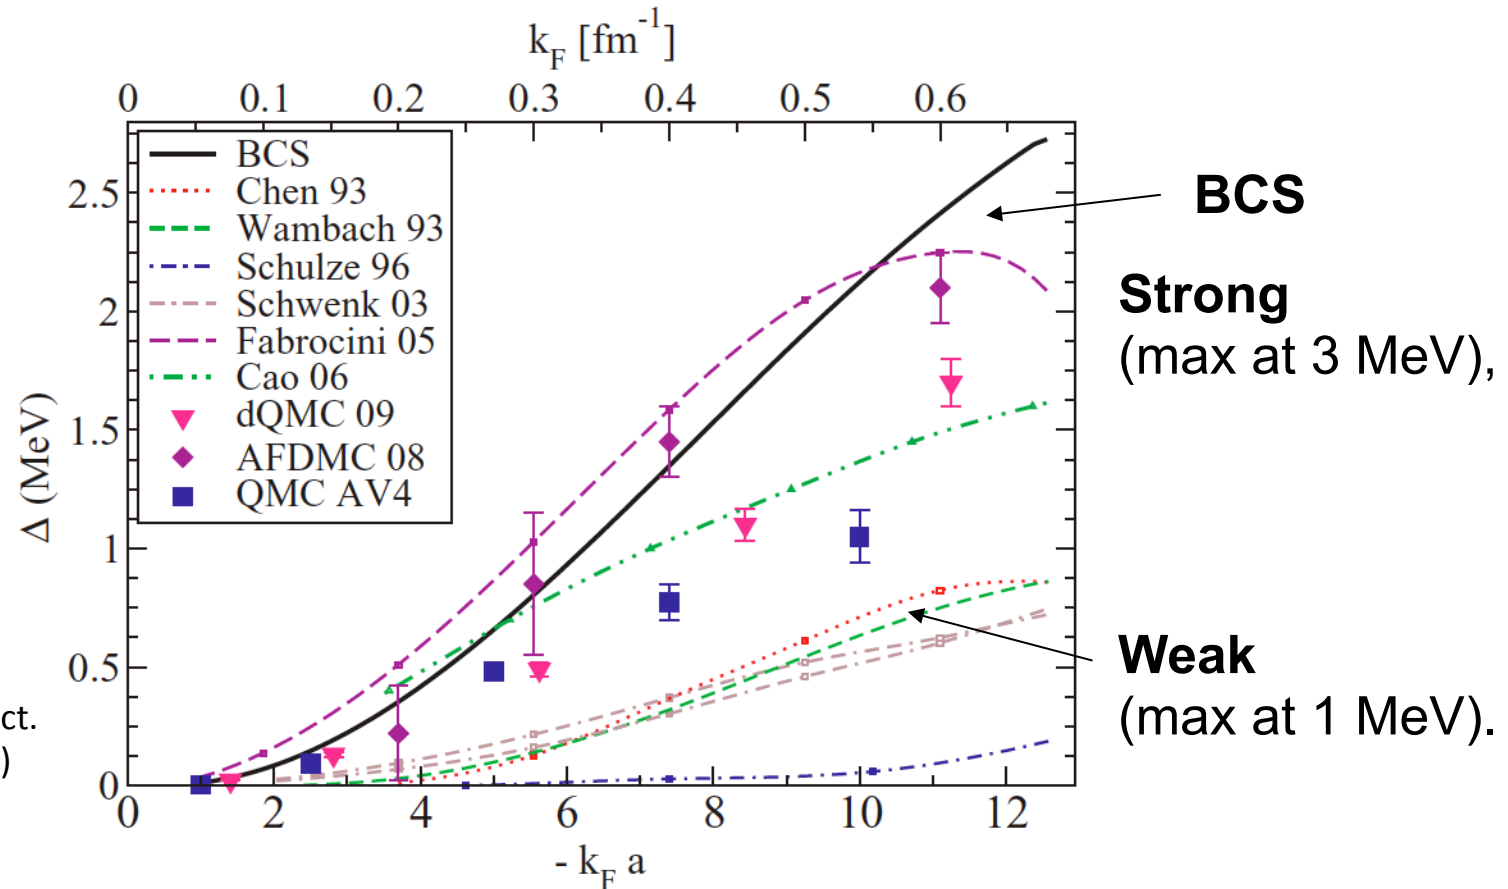 k_F [fm^-1]
0 0.1 0.2 0.3 0.4 0.5 0.6
BCS
Chen 93
Wambach 93
Schulze 96
Schwenk 03
Fabrocini 05
Cao 06
dQMC 09
AFDMC 08
QMC AV4
2.5
2
1.5
1
0.5
0
Δ (MeV)
0 2 4 6 8 10 12
- k_F a
BCS
Strong
(max at 3 MeV),
Weak
(max at 1 MeV).
ct.
)